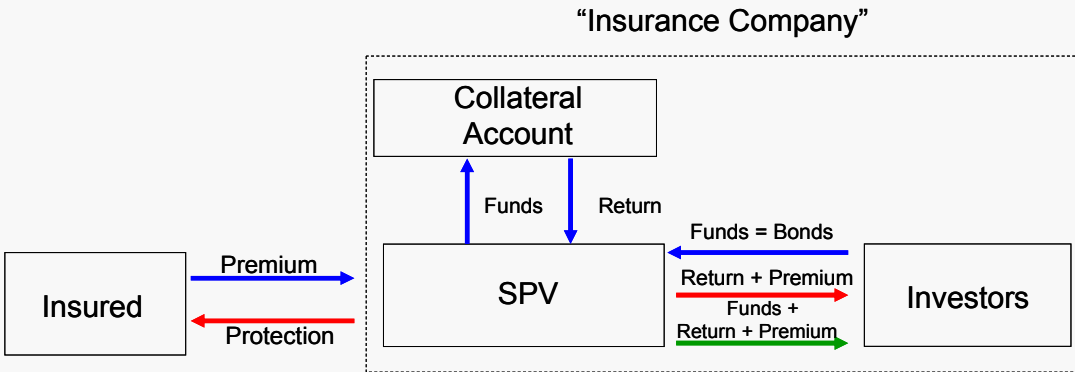 “Insurance Company”
Collateral
Account
Funds
Return
Funds = Bonds
Premium
Return + Premium
SPV
Insured
Investors
Funds +
Protection
Return + Premium